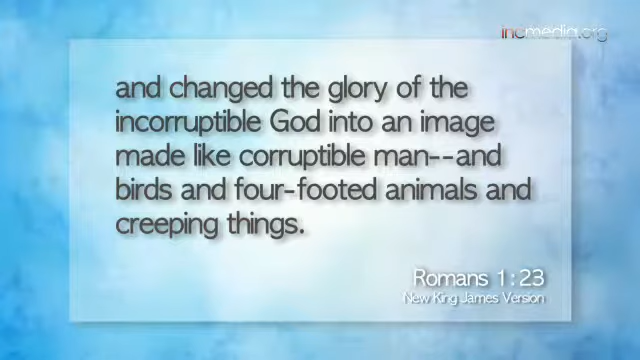 incmedia.org
and changed the glory of the
incorruptible God into an image
made like corruptible man--and
birds and four-footed animals and
creeping things.
Romans 1:23
New King James Version